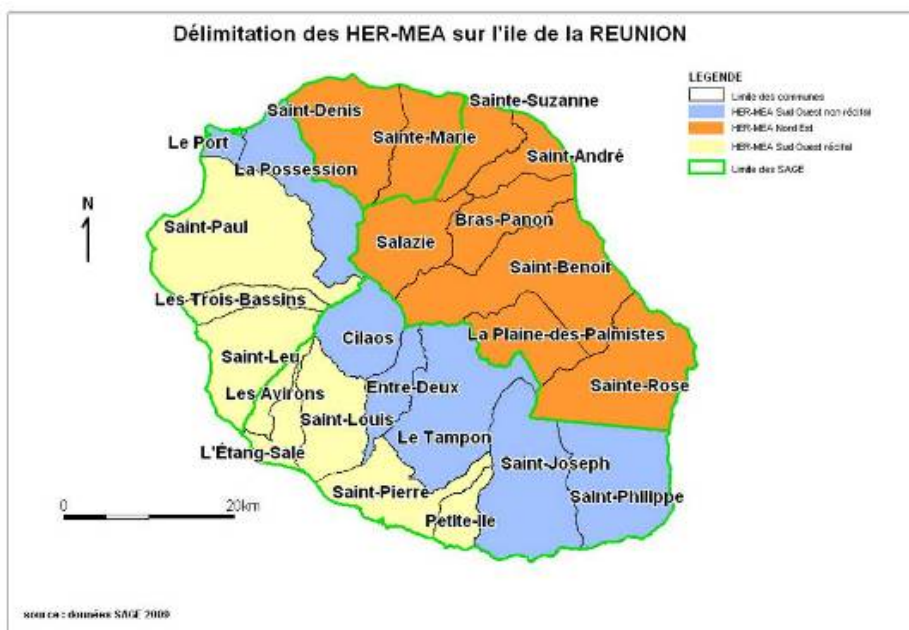 Délimitation des HER-MEA sur l'ile de la REUNION
LEGENDE
Limite des communes
HER-MEA Sud Ouest non récifal
HER-MEA Nord Est
HER-MEA Sud Ouest récifal
Limite des SAGE
Saint-Denis
Sainte-Suzanne
Le Port
Sainte-Marie
La Possession
Saint-André
N
Saint-Paul
Bras-Panon
Salazie
Saint-Benoit
Les Trois-Bassins
Cilaos
La Plaine-des-Palmistes
Saint-Leu
Sainte-Rose
Les Avirons
Entre-Deux
Saint-Louis
Le Tampon
L'Étang-Salé
Saint-Joseph
Saint-Pierre
Saint-Philippe
Petite-Ile
0 20km
source : données SAGE 2009